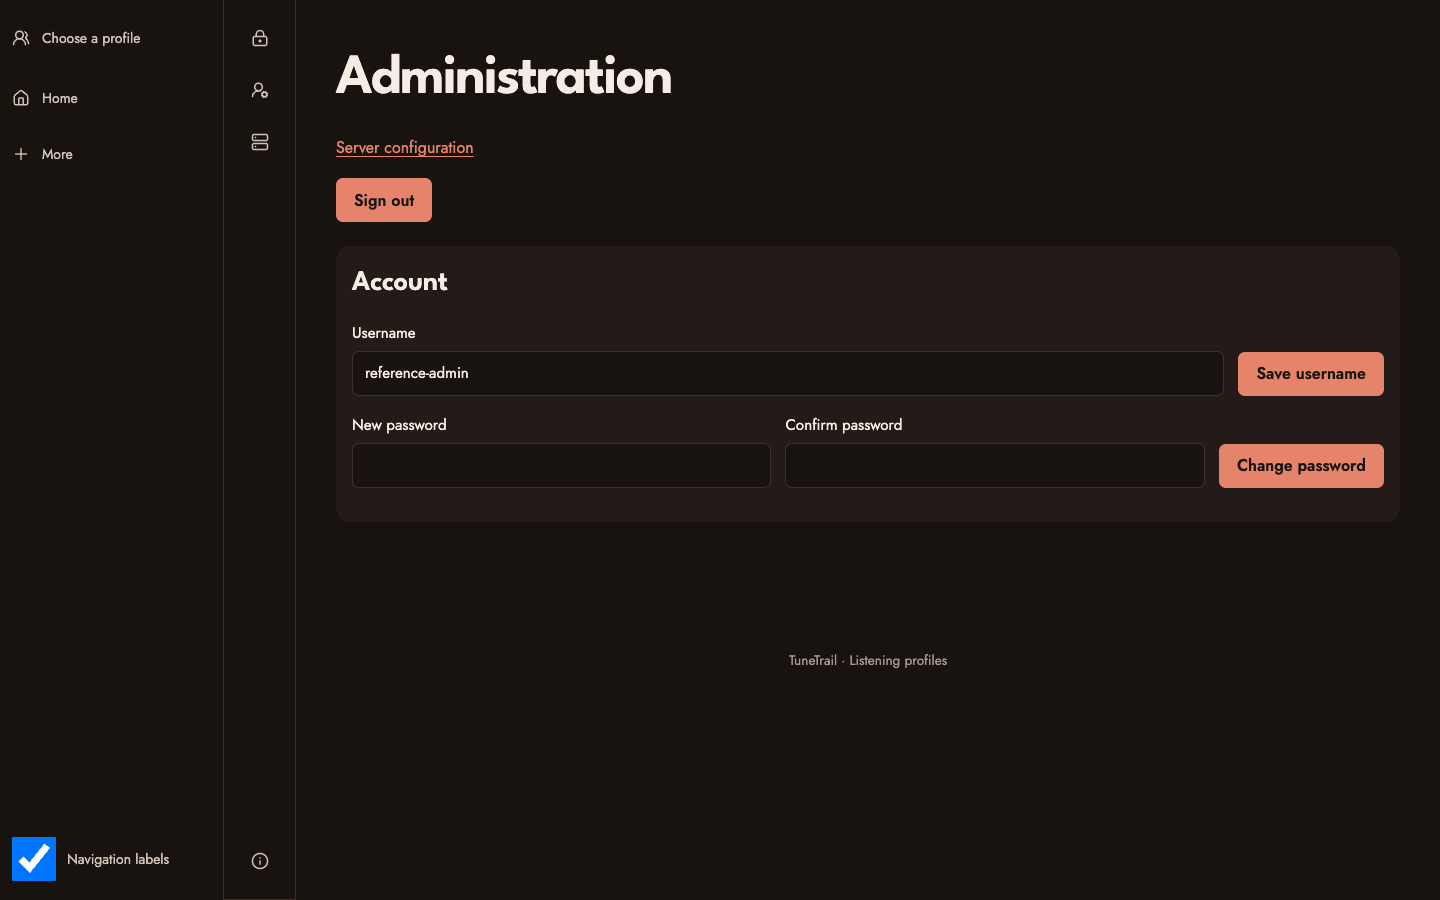 Choose a profile
Home
More
Navigation labels
Administration
Server configuration
Sign out
Account
Username
reference-admin
Save username
New password
Confirm password
Change password
TuneTrail · Listening profiles